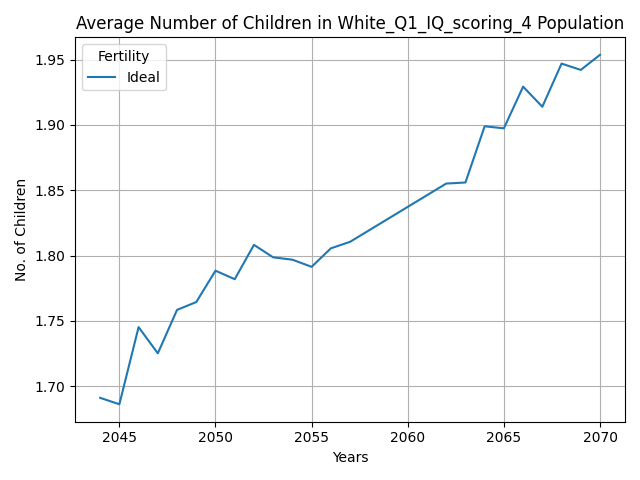 Average Number of Children in White_Q1_IQ_scoring_4 Population
Fertility
Ideal
1.95
1.90
1.85
1.80
1.75
1.70
No. of Children
2045
2050
2055
2060
2065
2070
Years